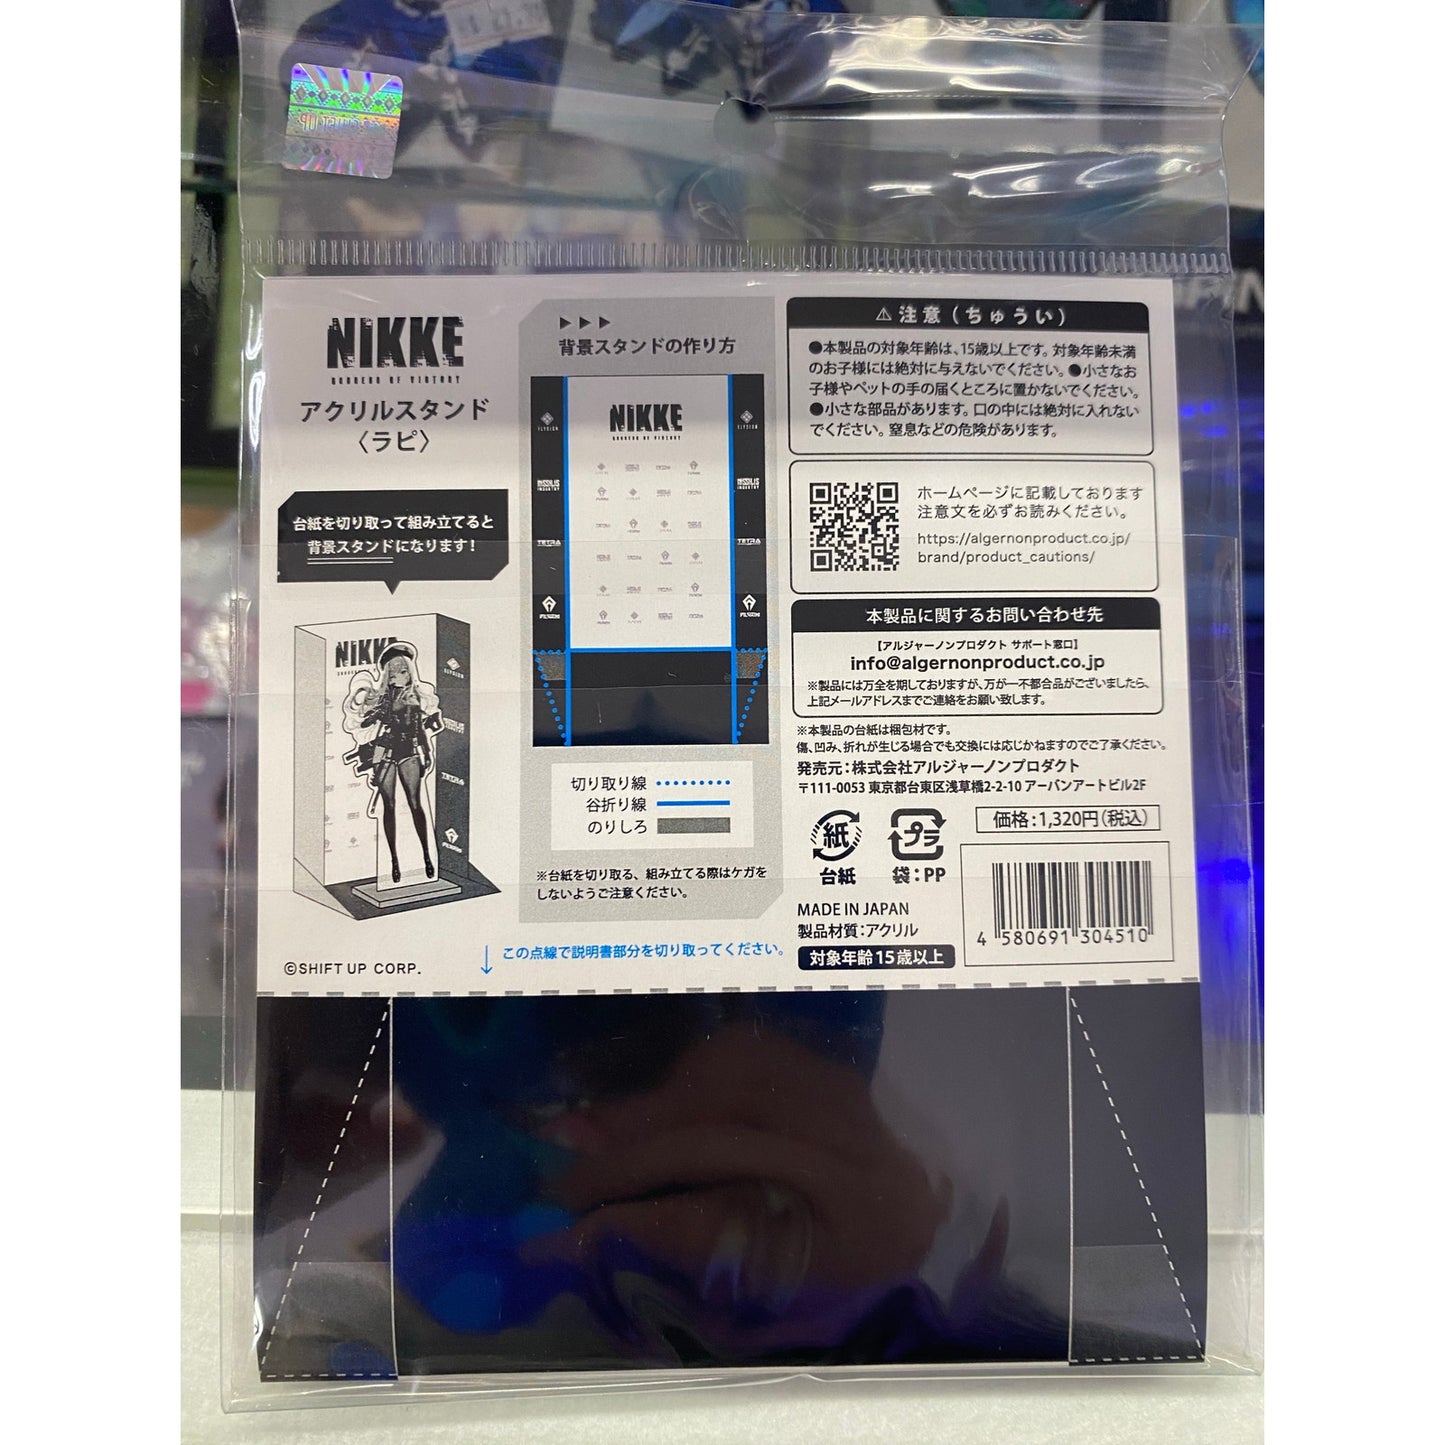 NIKKE
GODDESS OF VICTORY
アクリルスタンド
〈ラピ〉
台紙を切り取って組み立てると
背景スタンドになります！
NIKKE
ELYSION
MISSILIS
INDUSTRY
TETRA
PILGRIM
©SHIFT UP CORP.
▶▶▶
背景スタンドの作り方
NIKKE
GODDESS OF VICTORY
ELYSION
ELYSION
MISSILIS
INDUSTRY
MISSILIS
INDUSTRY
TETRA
TETRA
PILGRIM
PILGRIM
切り取り線
谷折り線
のりしろ
※台紙を切り取る、組み立てる際はケガを
しないようご注意ください。
↓ この点線で説明書部分を切り取ってください。
⚠注意（ちゅうい）
●本製品の対象年齢は、15歳以上です。対象年齢未満
のお子様には絶対に与えないでください。●小さなお
子様やペットの手の届くところに置かないでください。
●小さな部品があります。口の中には絶対に入れない
でください。窒息などの危険があります。
ホームページに記載しております
注意文を必ずお読みください。
https://algernonproduct.co.jp/
brand/product_cautions/
本製品に関するお問い合わせ先
【アルジャーノンプロダクト サポート窓口】
info@algernonproduct.co.jp
※製品には万全を期しておりますが、万が一不都合品がございましたら、
上記メールアドレスまでご連絡をお願い致します。
※本製品の台紙は梱包材です。
傷、凹み、折れが生じる場合でも交換には応じかねますのでご了承ください。
発売元：株式会社アルジャーノンプロダクト
〒111-0053 東京都台東区浅草橋2-2-10 アーバンアートビル2F
紙
台紙
プラ
袋：PP
価格：1,320円（税込）
MADE IN JAPAN
製品材質：アクリル
対象年齢15歳以上
4 580691 304510